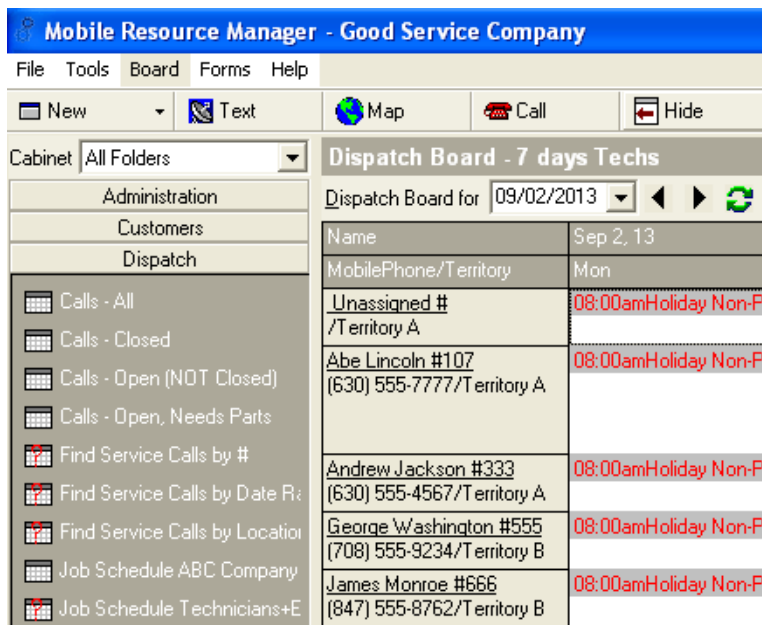 Mobile Resource Manager - Good Service Company
File Tools Board Forms Help
New Text Map Call Hide
Cabinet All Folders
Administration
Customers
Dispatch
Calls - All
Calls - Closed
Calls - Open (NOT Closed)
Calls - Open, Needs Parts
Find Service Calls by #
Find Service Calls by Date Ra
Find Service Calls by Location
Job Schedule ABC Company
Job Schedule Technicians+E
Dispatch Board - 7 days Techs
Dispatch Board for 09/02/2013
Name Sep 2, 13
MobilePhone/Territory Mon
Unassigned # 08:00amHoliday Non-P
/Territory A
Abe Lincoln #107 08:00amHoliday Non-P
(630) 555-7777/Territory A
Andrew Jackson #333 08:00amHoliday Non-P
(630) 555-4567/Territory A
George Washington #555 08:00amHoliday Non-P
(708) 555-9234/Territory B
James Monroe #666 08:00amHoliday Non-P
(847) 555-8762/Territory B